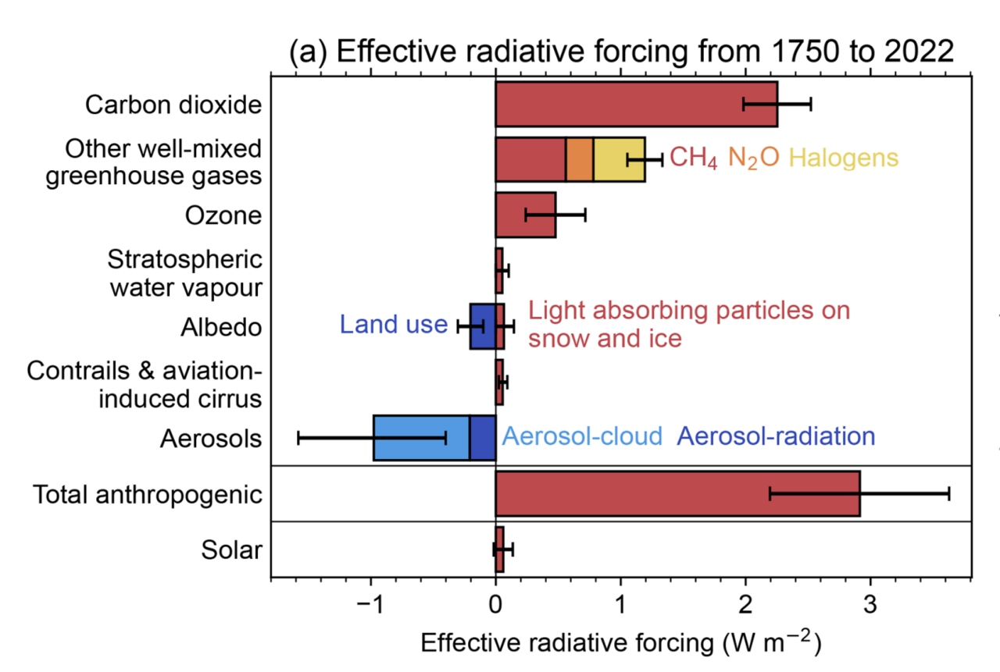 (a) Effective radiative forcing from 1750 to 2022
Carbon dioxide
Other well-mixed
greenhouse gases
CH₄ N₂O Halogens
Ozone
Stratospheric
water vapour
Albedo
Land use
Light absorbing particles on
snow and ice
Contrails & aviation-
induced cirrus
Aerosols
Aerosol-cloud Aerosol-radiation
Total anthropogenic
Solar
−1 0 1 2 3
Effective radiative forcing (W m⁻²)